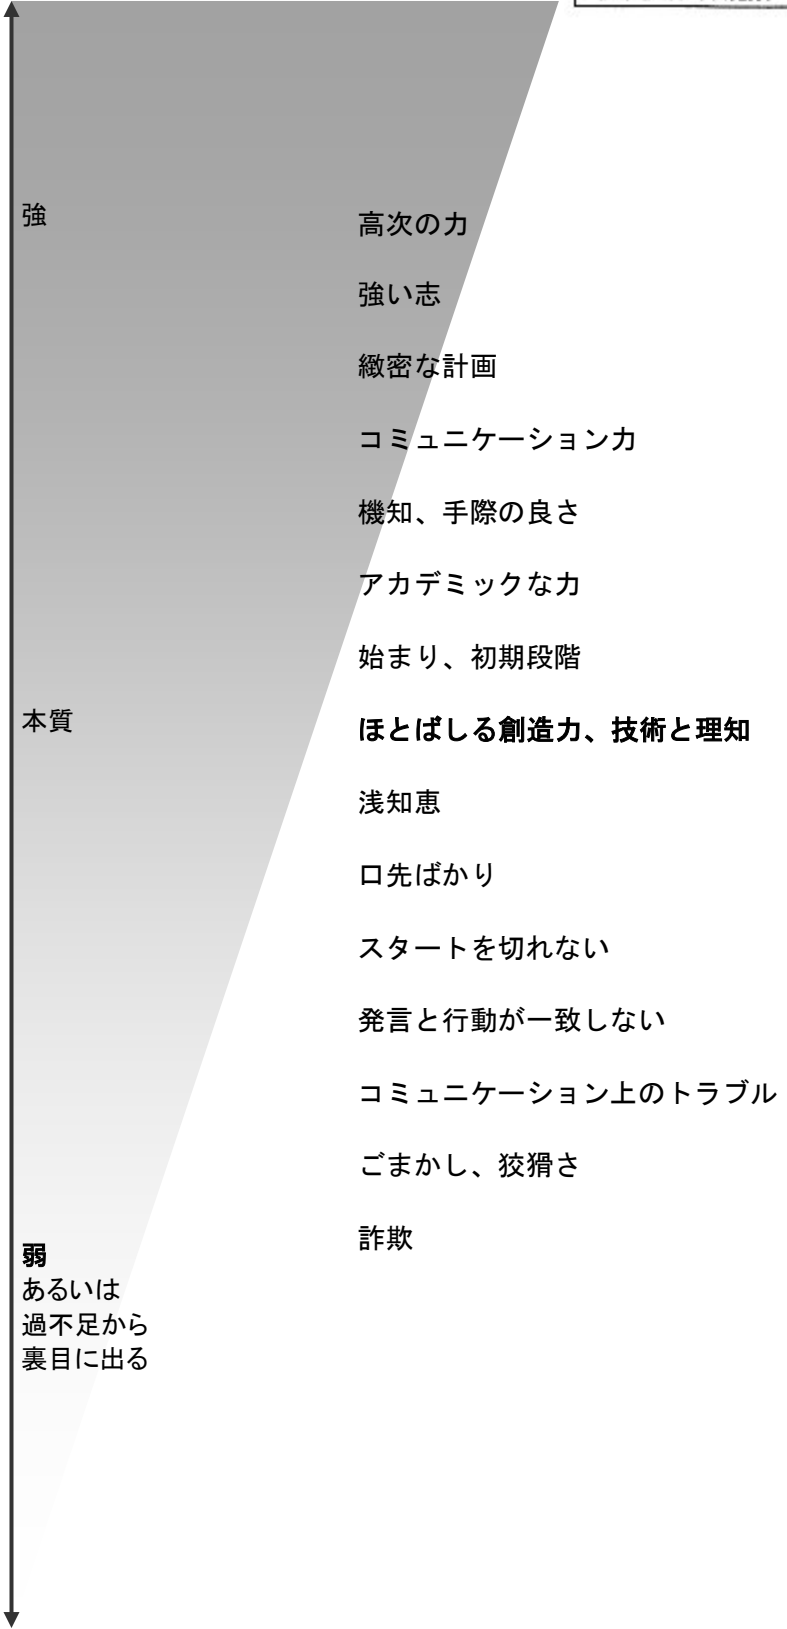 強
高次の力
強い志
緻密な計画
コミュニケーション力
機知、手際の良さ
アカデミックな力
始まり、初期段階
本質
ほとばしる創造力、技術と理知
浅知恵
口先ばかり
スタートを切れない
発言と行動が一致しない
コミュニケーション上のトラブル
ごまかし、狡猾さ
詐欺
弱
あるいは
過不足から
裏目に出る